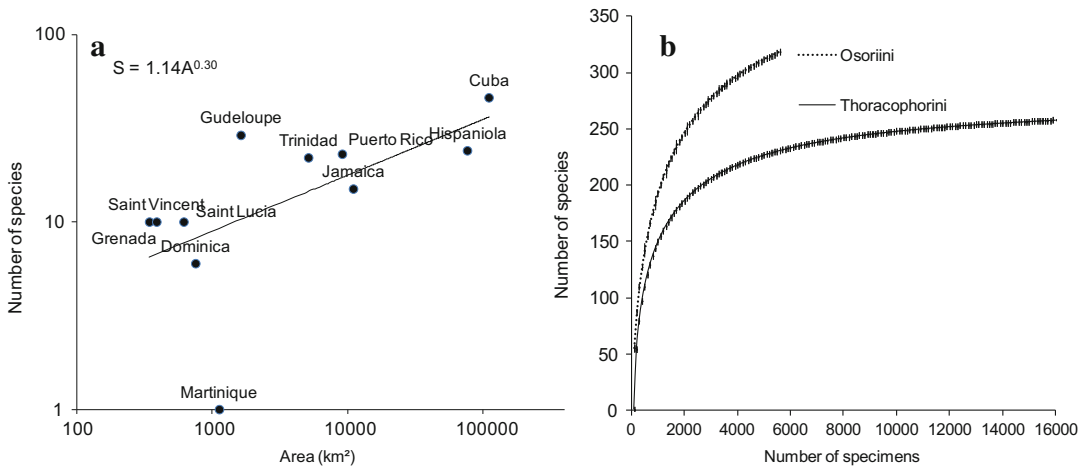 a
S = 1.14A^0.30
100
10
1
Number of species
Cuba
Gudeloupe
Trinidad
Puerto Rico
Hispaniola
Jamaica
Saint Vincent
Saint Lucia
Grenada
Dominica
Martinique
100
1000
10000
100000
Area (km²)
b
350
300
250
200
150
100
50
0
Number of species
Osoriini
Thoracophorini
0
2000
4000
6000
8000
10000
12000
14000
16000
Number of specimens